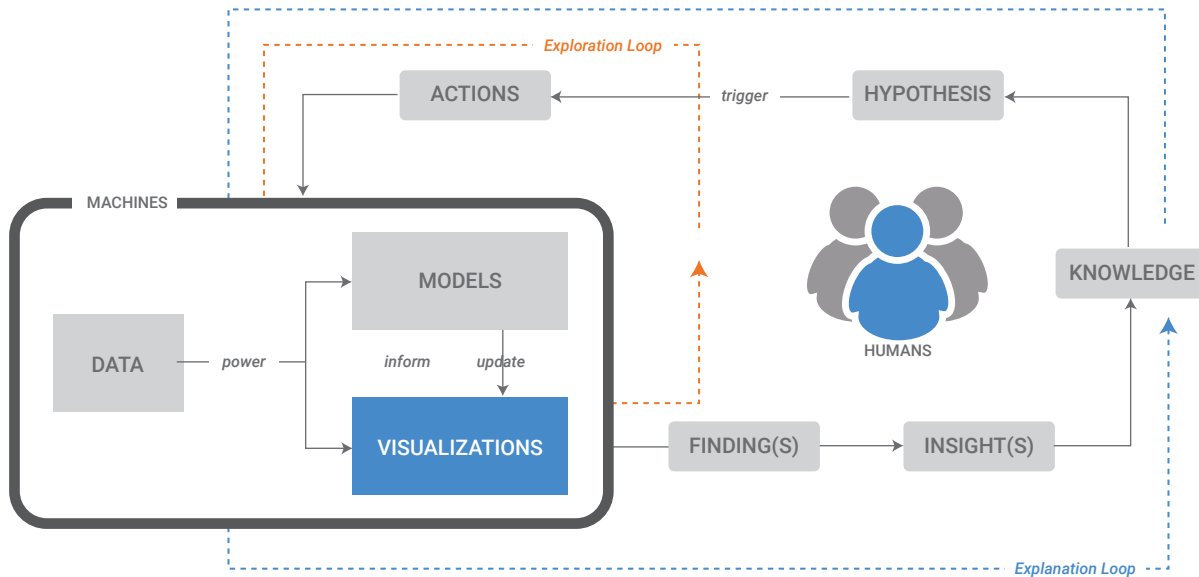 Exploration Loop
ACTIONS
trigger
HYPOTHESIS
MACHINES
MODELS
KNOWLEDGE
DATA
power
inform
update
HUMANS
VISUALIZATIONS
FINDING(S)
INSIGHT(S)
Explanation Loop